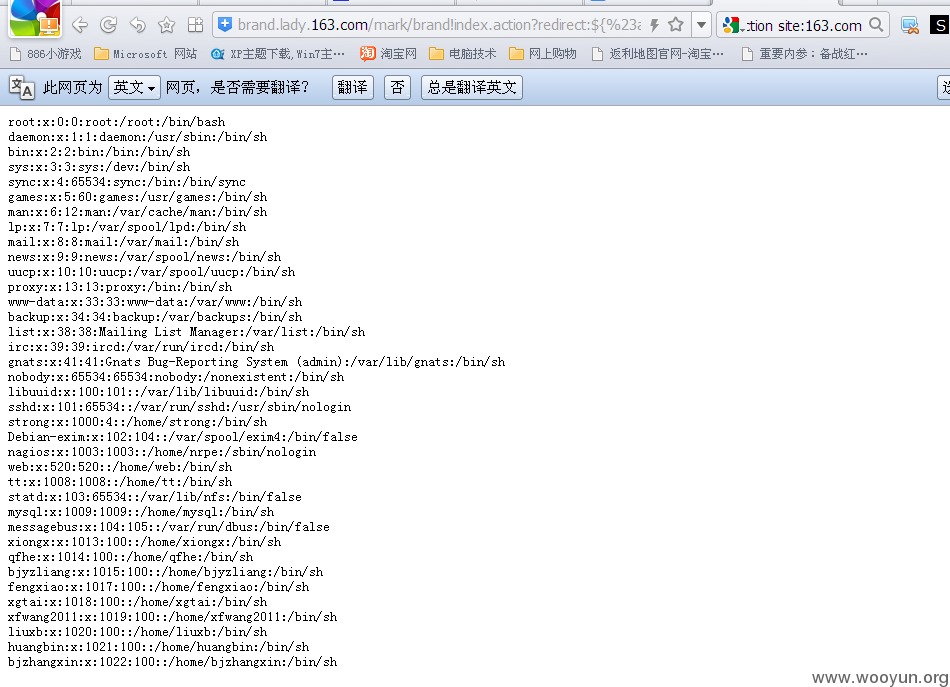 brand.lady.163.com/mark/brand!index.action?redirect:${%23a
:tion site:163.com
S
886小游戏 Microsoft 网站 XP主题下载,Win7主… 淘宝网 电脑技术 网上购物 返利地图官网-淘宝… 重要内参：备战红…
此网页为 英文 网页，是否需要翻译？ 翻译 否 总是翻译英文
root:x:0:0:root:/root:/bin/bash
daemon:x:1:1:daemon:/usr/sbin:/bin/sh
bin:x:2:2:bin:/bin:/bin/sh
sys:x:3:3:sys:/dev:/bin/sh
sync:x:4:65534:sync:/bin:/bin/sync
games:x:5:60:games:/usr/games:/bin/sh
man:x:6:12:man:/var/cache/man:/bin/sh
lp:x:7:7:lp:/var/spool/lpd:/bin/sh
mail:x:8:8:mail:/var/mail:/bin/sh
news:x:9:9:news:/var/spool/news:/bin/sh
uucp:x:10:10:uucp:/var/spool/uucp:/bin/sh
proxy:x:13:13:proxy:/bin:/bin/sh
www-data:x:33:33:www-data:/var/www:/bin/sh
backup:x:34:34:backup:/var/backups:/bin/sh
list:x:38:38:Mailing List Manager:/var/list:/bin/sh
irc:x:39:39:ircd:/var/run/ircd:/bin/sh
gnats:x:41:41:Gnats Bug-Reporting System (admin):/var/lib/gnats:/bin/sh
nobody:x:65534:65534:nobody:/nonexistent:/bin/sh
libuuid:x:100:101::/var/lib/libuuid:/bin/sh
sshd:x:101:65534::/var/run/sshd:/usr/sbin/nologin
strong:x:1000:4::/home/strong:/bin/sh
Debian-exim:x:102:104::/var/spool/exim4:/bin/false
nagios:x:1003:1003::/home/nrpe:/sbin/nologin
web:x:520:520::/home/web:/bin/sh
tt:x:1008:1008::/home/tt:/bin/sh
statd:x:103:65534::/var/lib/nfs:/bin/false
mysql:x:1009:1009::/home/mysql:/bin/sh
messagebus:x:104:105::/var/run/dbus:/bin/false
xiongx:x:1013:100::/home/xiongx:/bin/sh
qfhe:x:1014:100::/home/qfhe:/bin/sh
bjyzliang:x:1015:100::/home/bjyzliang:/bin/sh
fengxiao:x:1017:100::/home/fengxiao:/bin/sh
xgtai:x:1018:100::/home/xgtai:/bin/sh
xfwang2011:x:1019:100::/home/xfwang2011:/bin/sh
liuxb:x:1020:100::/home/liuxb:/bin/sh
huangbin:x:1021:100::/home/huangbin:/bin/sh
bjzhangxin:x:1022:100::/home/bjzhangxin:/bin/sh
www.wooyun.org